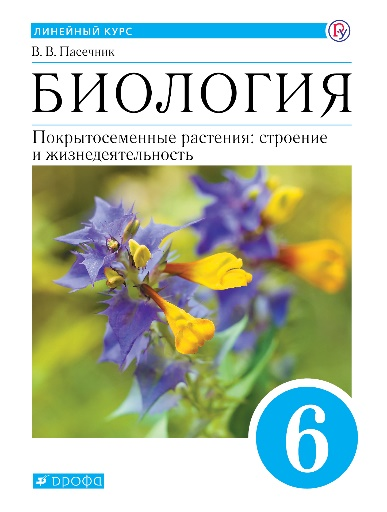 ЛИНЕЙНЫЙ КУРС
В. В. Пасечник
БИОЛОГИЯ
Покрытосеменные растения: строение
и жизнедеятельность
6
дрофа